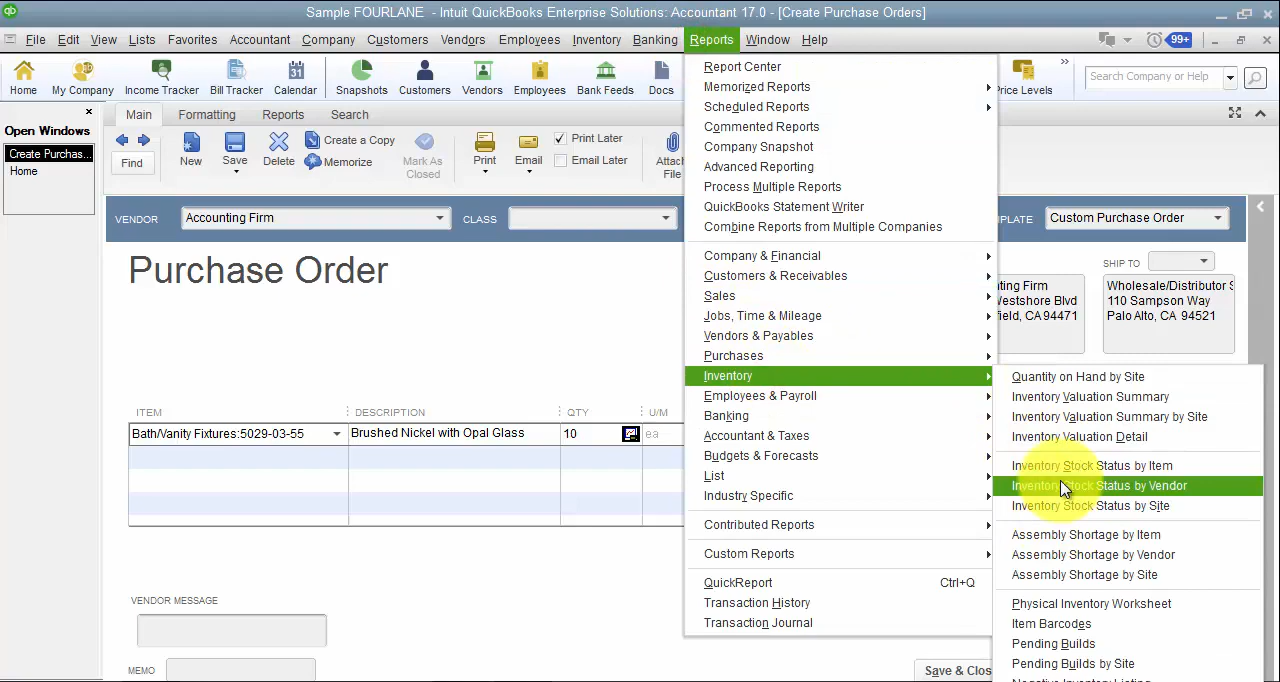 Sample FOURLANE - Intuit QuickBooks Enterprise Solutions: Accountant 17.0 - [Create Purchase Orders]
File Edit View Lists Favorites Accountant Company Customers Vendors Employees Inventory Banking Reports Window Help 99+
Home My Company Income Tracker Bill Tracker Calendar Snapshots Customers Vendors Employees Bank Feeds Docs Price Levels Search Company or Help
Open Windows
Create Purchas...
Home
Main Formatting Reports Search
Find
New
Save
Delete
Create a Copy
Memorize
Mark As
Closed
Print
Email
Print Later
Email Later
Attach
File
VENDOR Accounting Firm CLASS
PLATE Custom Purchase Order
Purchase Order
SHIP TO
nting Firm
Westshore Blvd
field, CA 94471
Wholesale/Distributor S
110 Sampson Way
Palo Alto, CA 94521
ITEM DESCRIPTION QTY U/M
Bath/Vanity Fixtures:5029-03-55 Brushed Nickel with Opal Glass 10 ea
VENDOR MESSAGE
MEMO
Save & Clos
Report Center
Memorized Reports
Scheduled Reports
Commented Reports
Company Snapshot
Advanced Reporting
Process Multiple Reports
QuickBooks Statement Writer
Combine Reports from Multiple Companies
Company & Financial
Customers & Receivables
Sales
Jobs, Time & Mileage
Vendors & Payables
Purchases
Inventory
Employees & Payroll
Banking
Accountant & Taxes
Budgets & Forecasts
List
Industry Specific
Contributed Reports
Custom Reports
QuickReport Ctrl+Q
Transaction History
Transaction Journal
Quantity on Hand by Site
Inventory Valuation Summary
Inventory Valuation Summary by Site
Inventory Valuation Detail
Inventory Stock Status by Item
Inventory Stock Status by Vendor
Inventory Stock Status by Site
Assembly Shortage by Item
Assembly Shortage by Vendor
Assembly Shortage by Site
Physical Inventory Worksheet
Item Barcodes
Pending Builds
Pending Builds by Site
Negative Inventory Listing